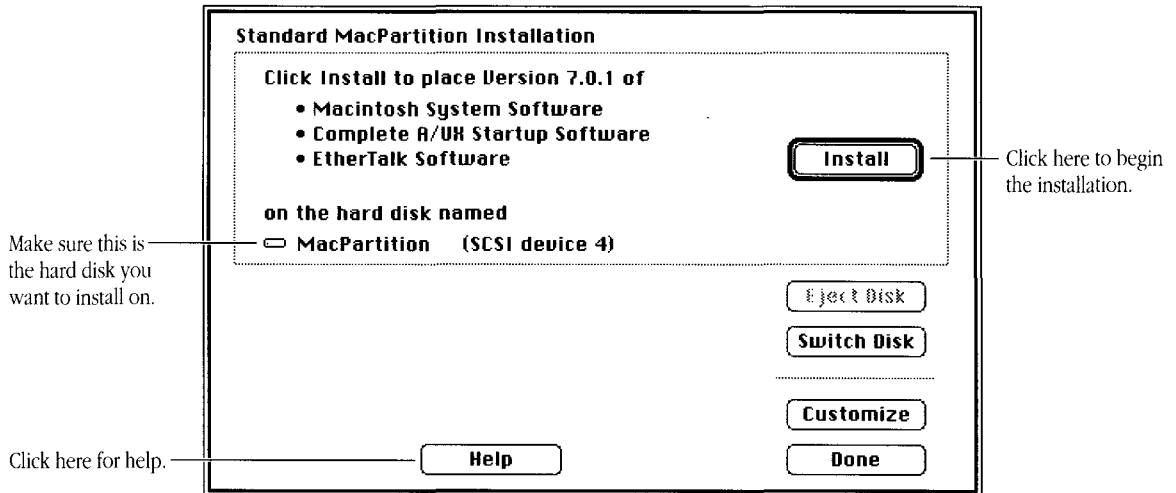 Standard MacPartition Installation
Click Install to place Version 7.0.1 of
• Macintosh System Software
• Complete A/UX Startup Software
• EtherTalk Software
Install
Click here to begin
the installation.
on the hard disk named
MacPartition (SCSI device 4)
Make sure this is
the hard disk you
want to install on.
Eject Disk
Switch Disk
Customize
Click here for help.
Help
Done